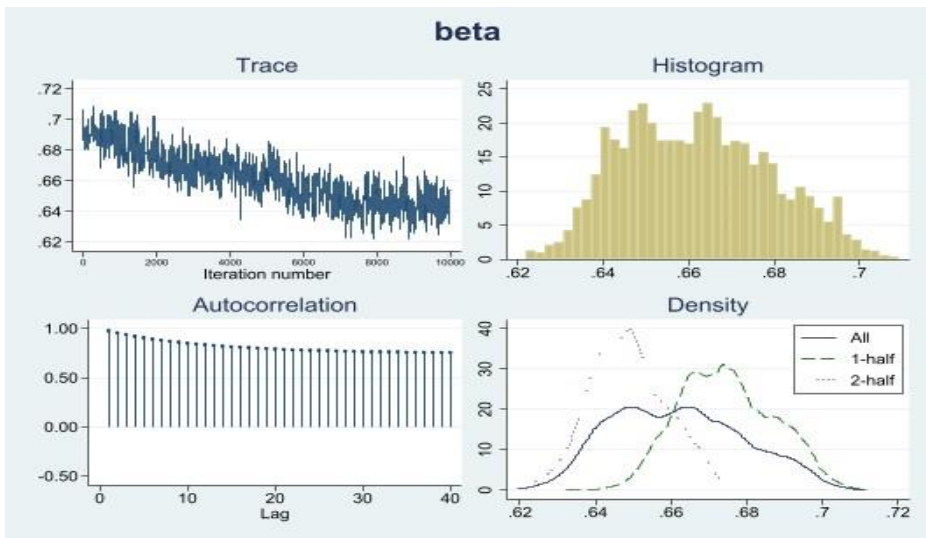 beta
Trace
.72
.7
.68
.66
.64
.62
0 2000 4000 6000 8000 10000
Iteration number
Histogram
25
20
15
10
5
0
.62 .64 .66 .68 .7
Autocorrelation
1.00
0.50
0.00
-0.50
0 10 20 30 40
Lag
Density
40
30
20
10
0
All
1-half
2-half
.62 .64 .66 .68 .7 .72